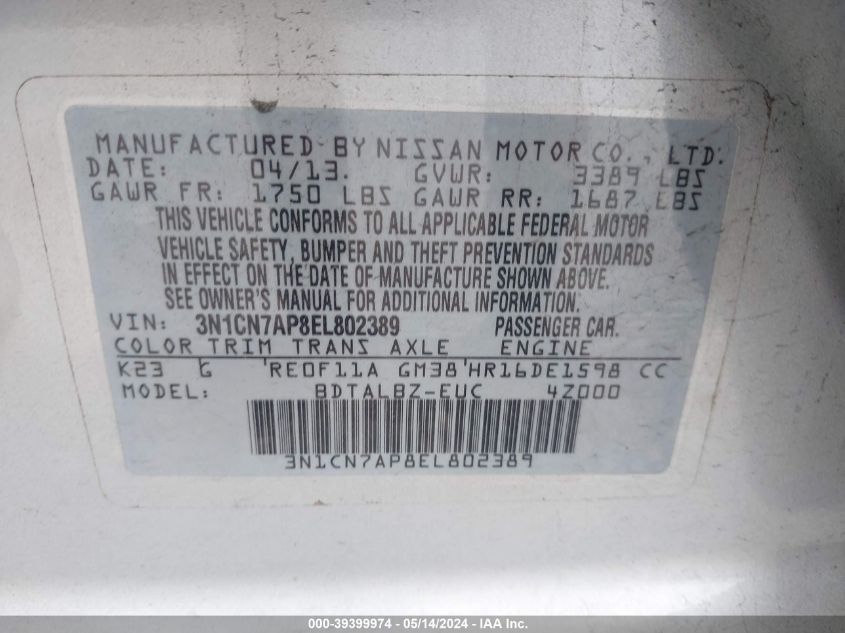 MANUFACTURED BY NISSAN MOTOR CO., LTD.
DATE: 04/13. GVWR: 3389 LBS
GAWR FR: 1750 LBS GAWR RR: 1687 LBS
THIS VEHICLE CONFORMS TO ALL APPLICABLE FEDERAL MOTOR
VEHICLE SAFETY, BUMPER AND THEFT PREVENTION STANDARDS
IN EFFECT ON THE DATE OF MANUFACTURE SHOWN ABOVE.
SEE OWNER'S MANUAL FOR ADDITIONAL INFORMATION.
VIN: 3N1CN7AP8EL802389 PASSENGER CAR.
COLOR TRIM TRANS AXLE ENGINE
K23 G RE0F11A GM38 HR16DE1598 CC
MODEL: BDTALBZ-EUC 4Z000
3N1CN7AP8EL802389
000-39399974 / 05/14/2024 - IAA Inc.